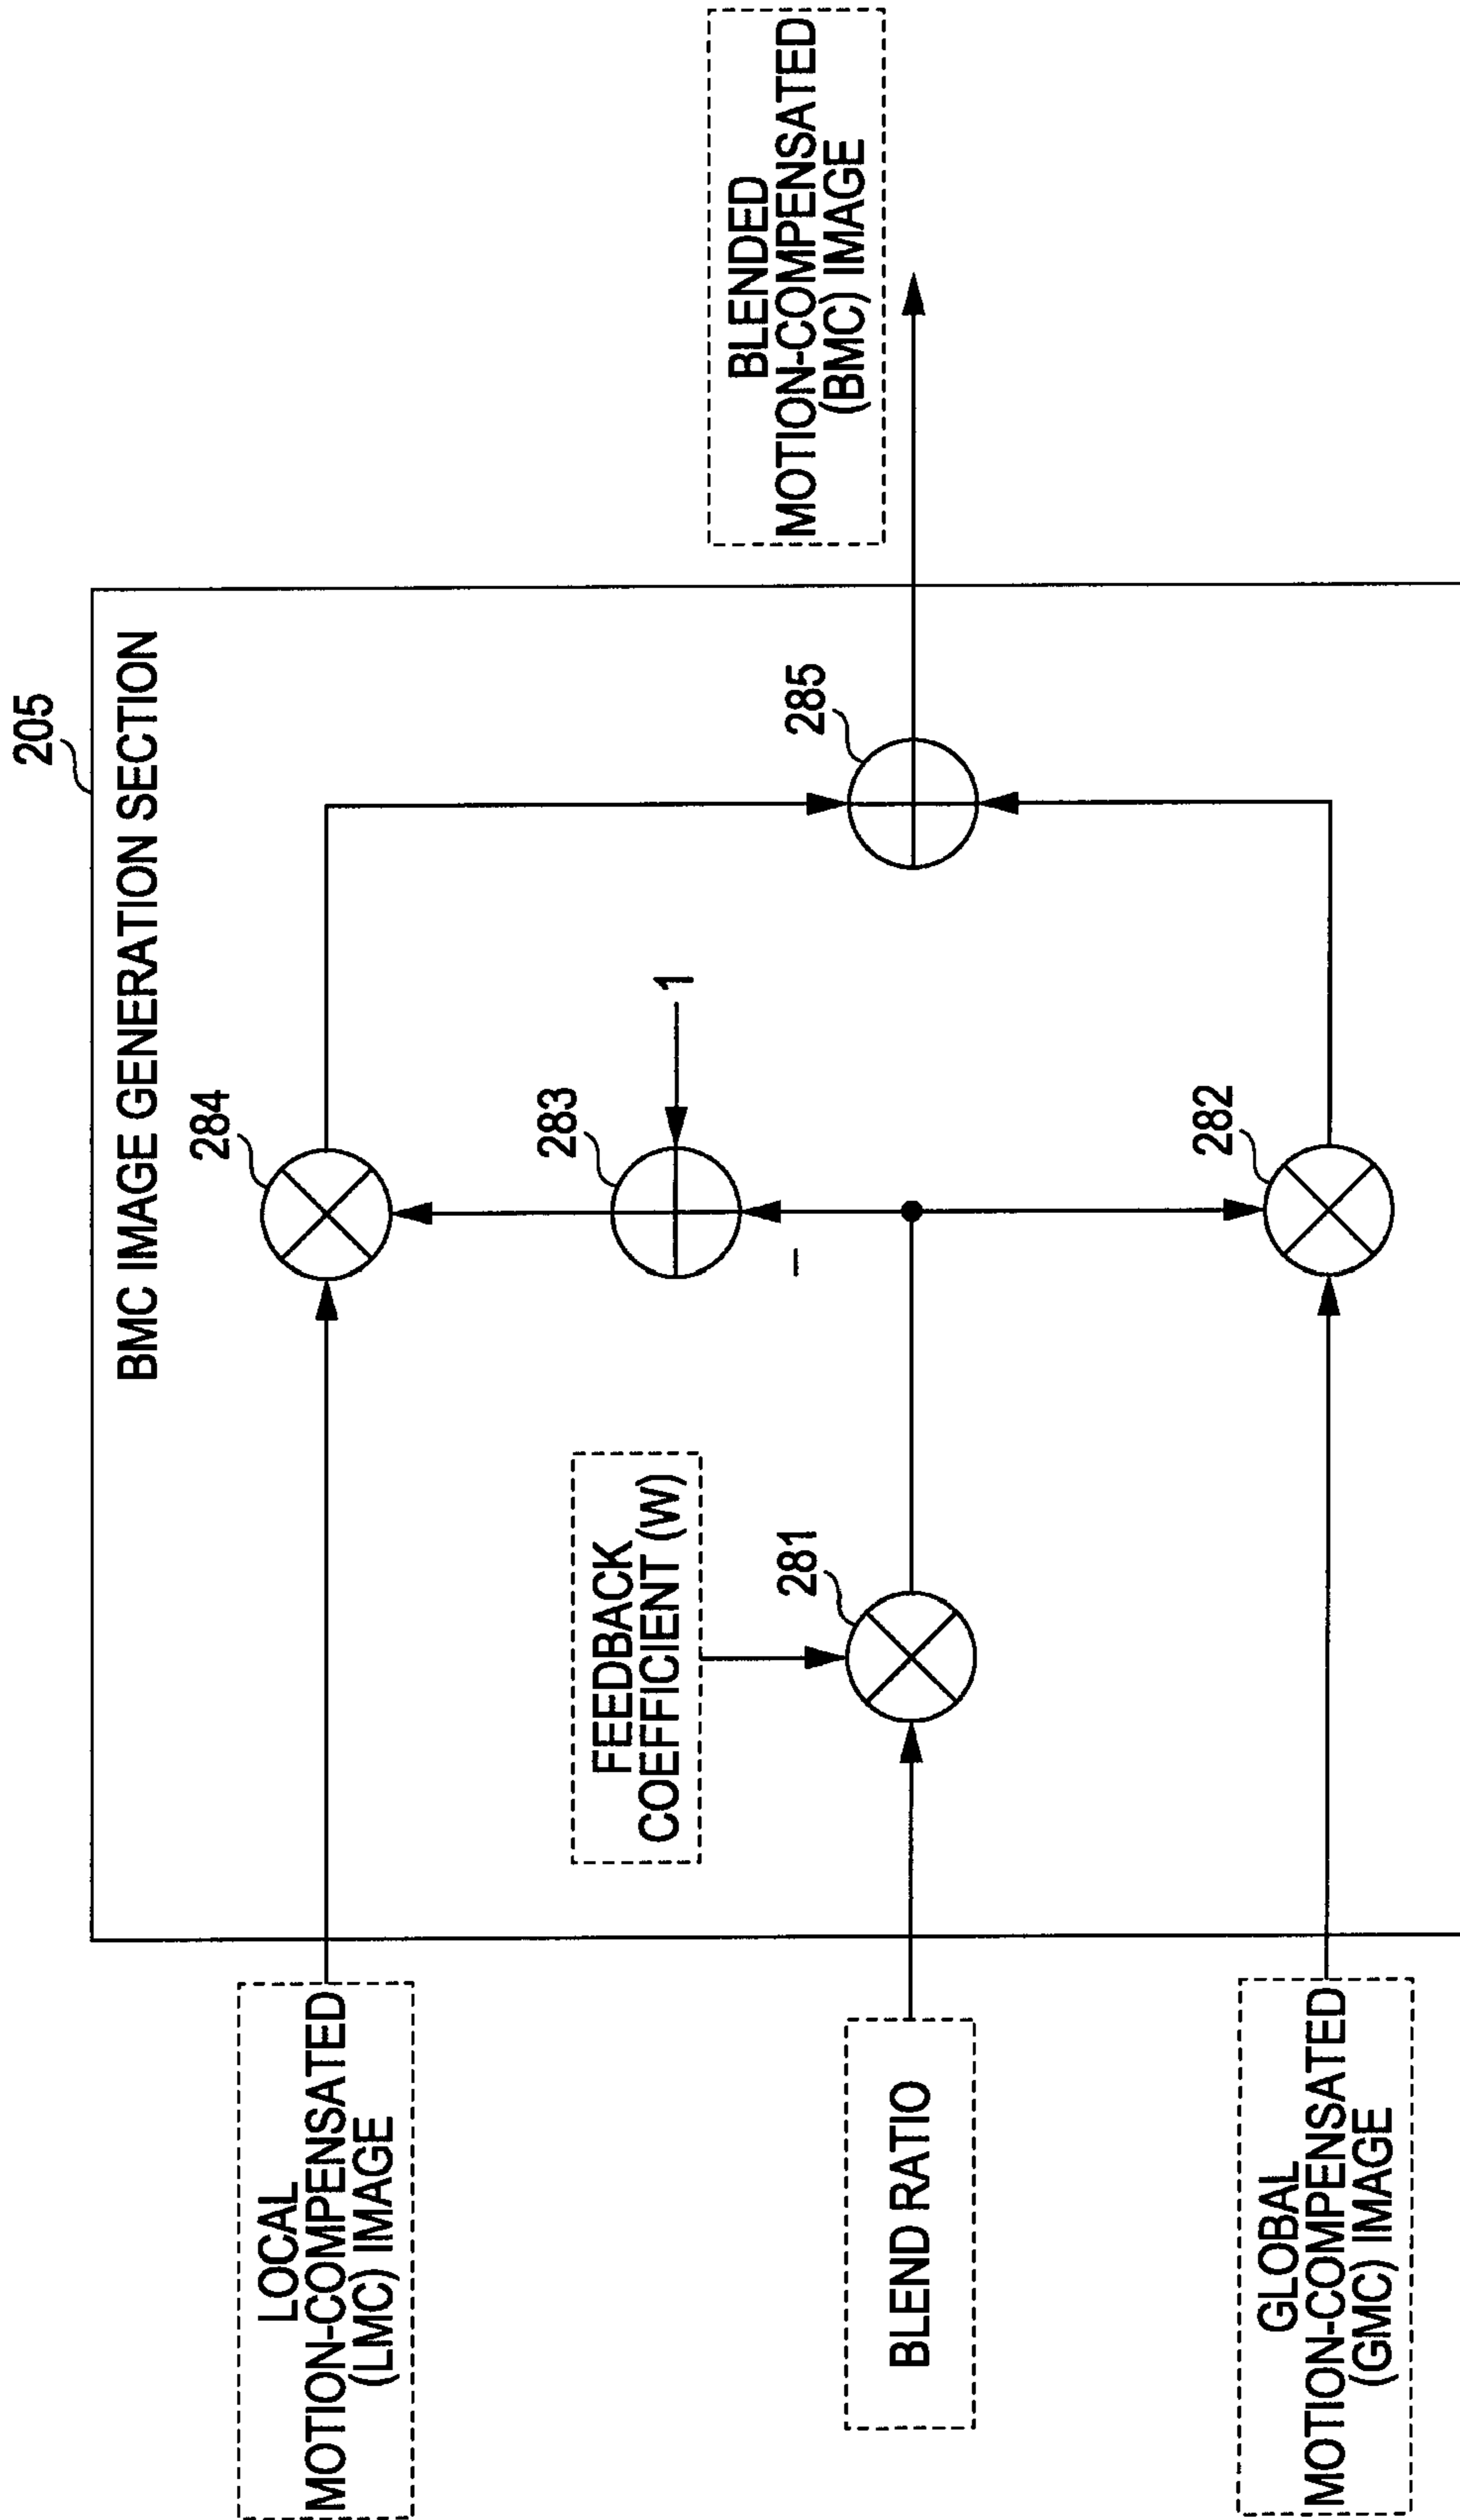 205
BMC IMAGE GENERATION SECTION
LOCAL
MOTION-COMPENSATED
(LMC) IMAGE
284
FEEDBACK
COEFFICIENT (W)
283
1
–
BLEND RATIO
281
285
BLENDED
MOTION-COMPENSATED
(BMC) IMAGE
GLOBAL
MOTION-COMPENSATED
(GMC) IMAGE
282